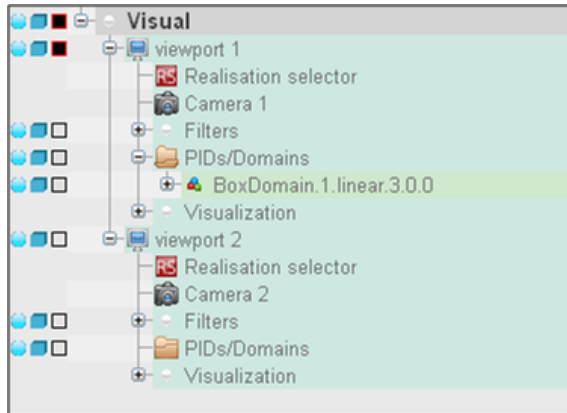 Visual
viewport 1
RS Realisation selector
Camera 1
Filters
PIDs/Domains
BoxDomain.1.linear.3.0.0
Visualization
viewport 2
RS Realisation selector
Camera 2
Filters
PIDs/Domains
Visualization